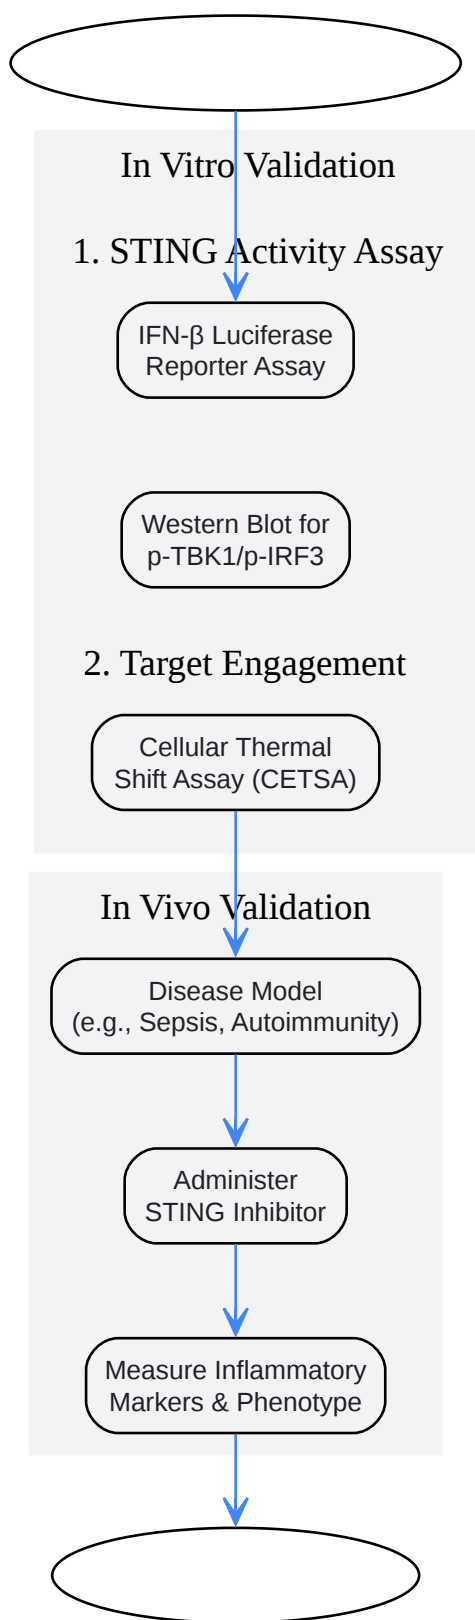 In Vitro Validation
1. STING Activity Assay
IFN-β Luciferase
Reporter Assay
Western Blot for
p-TBK1/p-IRF3
2. Target Engagement
Cellular Thermal
Shift Assay (CETSA)
In Vivo Validation
Disease Model
(e.g., Sepsis, Autoimmunity)
Administer
STING Inhibitor
Measure Inflammatory
Markers & Phenotype